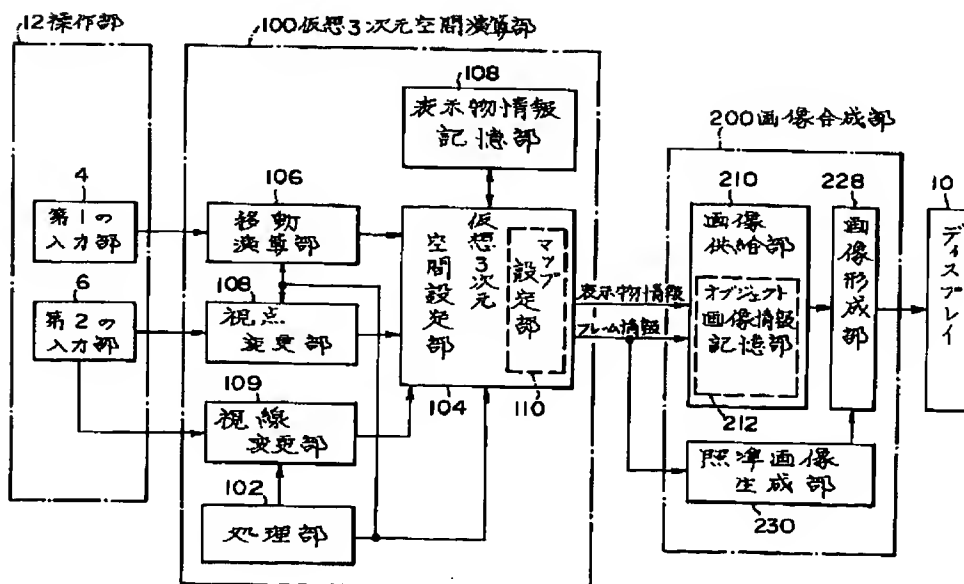 12操作部
4
第1の
入力部
6
第2の
入力部
100仮想3次元空間演算部
108
表示物情報
記憶部
106
移動
演算部
108
視点
変更部
109
視線
変更部
102
処理部
仮想3次元
空間設定部
マップ
設定部
104
110
表示物情報
フレーム情報
200画像合成部
210
画像
供給部
オブジェクト
画像情報
記憶部
212
228
画像形成部
照準画像
生成部
230
10
ディスプレイ